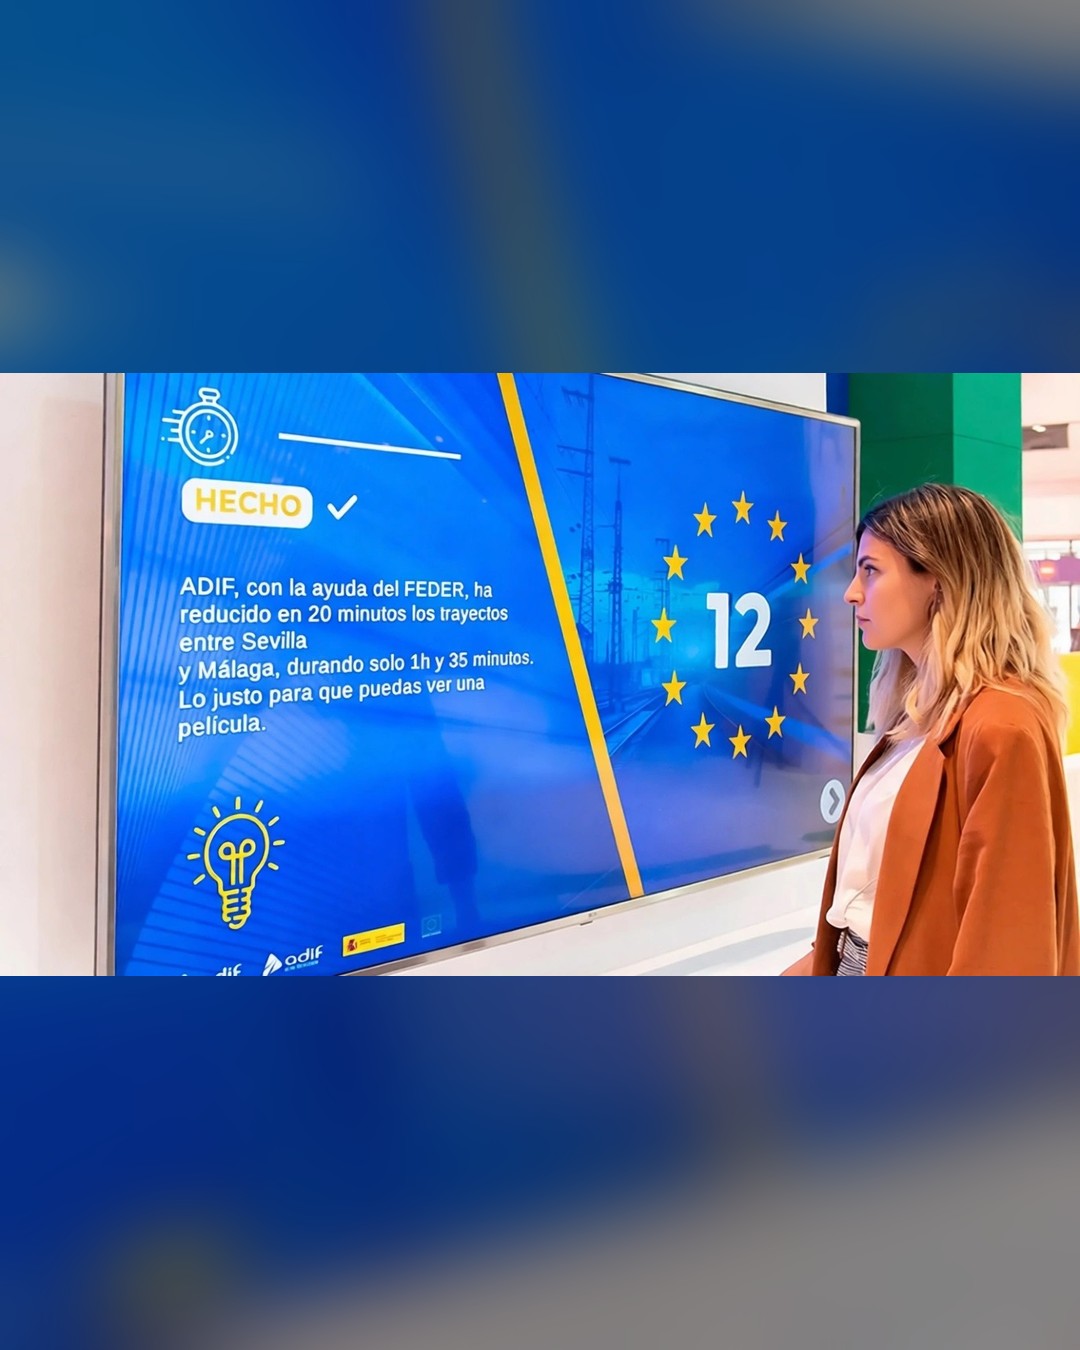 HECHO
ADIF, con la ayuda del FEDER, ha
reducido en 20 minutos los trayectos
entre Sevilla
y Málaga, durando solo 1h y 35 minutos.
Lo justo para que puedas ver una
película.
12
adif